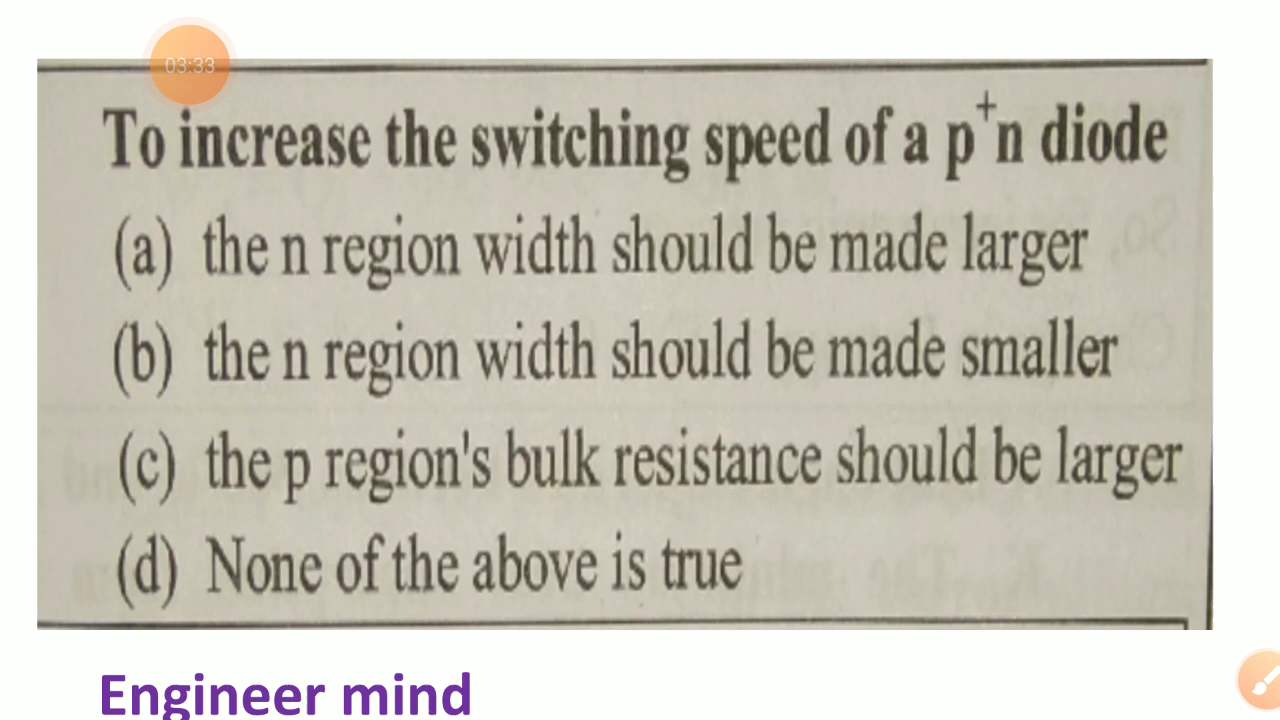 03:33
To increase the switching speed of a p⁺n diode
(a) the n region width should be made larger
(b) the n region width should be made smaller
(c) the p region's bulk resistance should be larger
(d) None of the above is true
Engineer mind